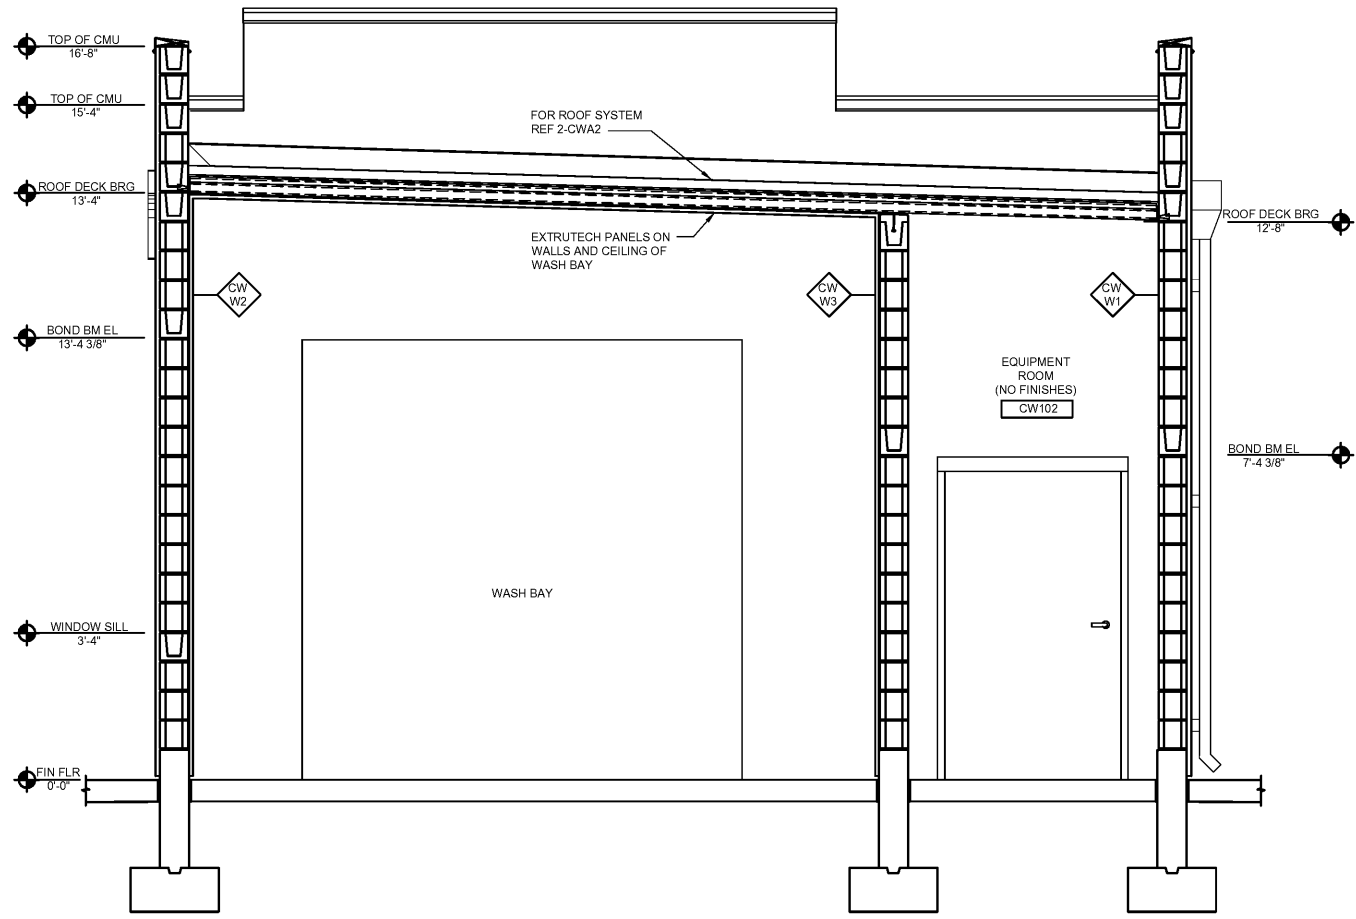 TOP OF CMU
16'-8"
TOP OF CMU
15'-4"
FOR ROOF SYSTEM
REF 2-CWA2
ROOF DECK BRG
13'-4"
ROOF DECK BRG
12'-8"
EXTRUTECH PANELS ON
WALLS AND CEILING OF
WASH BAY
CW
W2
CW
W3
CW
W1
BOND BM EL
13'-4 3/8"
EQUIPMENT
ROOM
(NO FINISHES)
CW102
BOND BM EL
7'-4 3/8"
WASH BAY
WINDOW SILL
3'-4"
FIN FLR
0'-0"